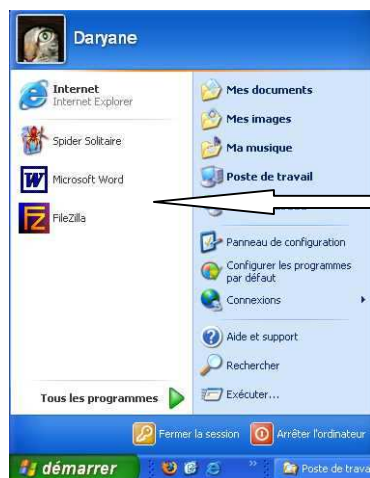 Daryane
Internet
Internet Explorer
Spider Solitaire
Microsoft Word
FileZilla
Tous les programmes
Mes documents
Mes images
Ma musique
Poste de travail
Panneau de configuration
Configurer les programmes
par défaut
Connexions
Aide et support
Rechercher
Exécuter...
Fermer la session
Arrêter l'ordinateur
démarrer
Poste de trava